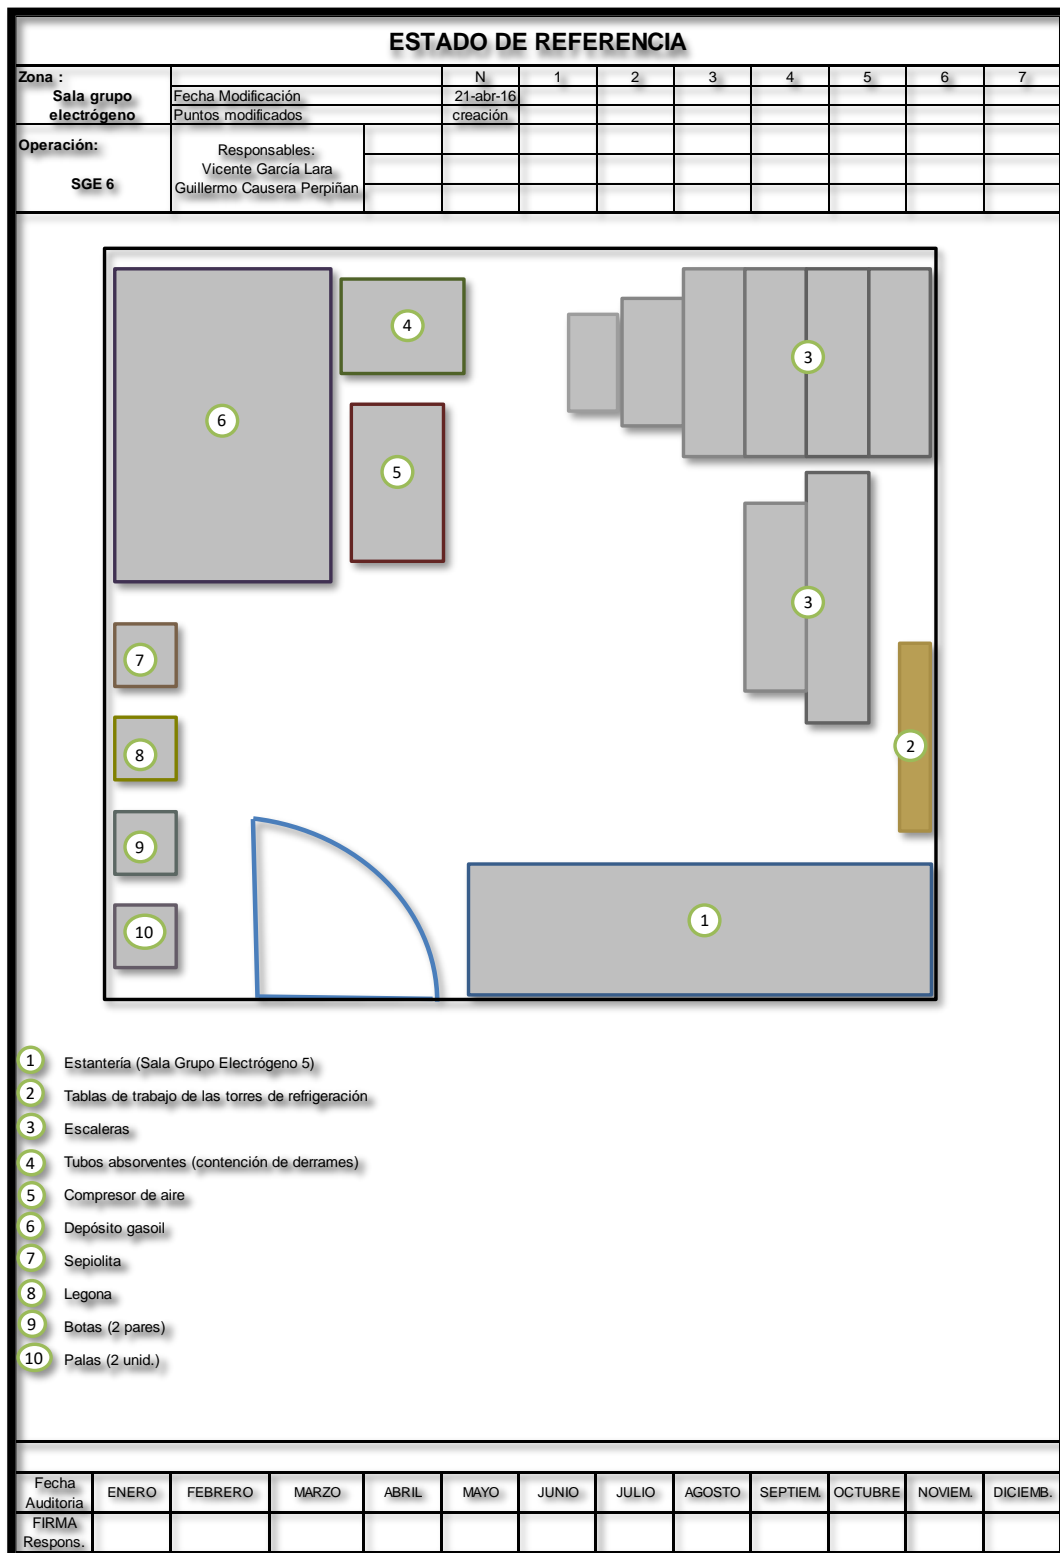 ESTADO DE REFERENCIA
Zona : N 1 2 3 4 5 6 7
Sala grupo Fecha Modificación 21-abr-16
electrógeno Puntos modificados creación
Operación: Responsables:
Vicente García Lara
SGE 6 Guillermo Causera Perpiñan
4
3
6
5
3
7
2
8
9
1
10
1 Estantería (Sala Grupo Electrógeno 5)
2 Tablas de trabajo de las torres de refrigeración
3 Escaleras
4 Tubos absorventes (contención de derrames)
5 Compresor de aire
6 Depósito gasoil
7 Sepiolita
8 Legona
9 Botas (2 pares)
10 Palas (2 unid.)
Fecha
Auditoria ENERO FEBRERO MARZO ABRIL MAYO JUNIO JULIO AGOSTO SEPTIEM. OCTUBRE NOVIEM. DICIEMB.
FIRMA
Respons.